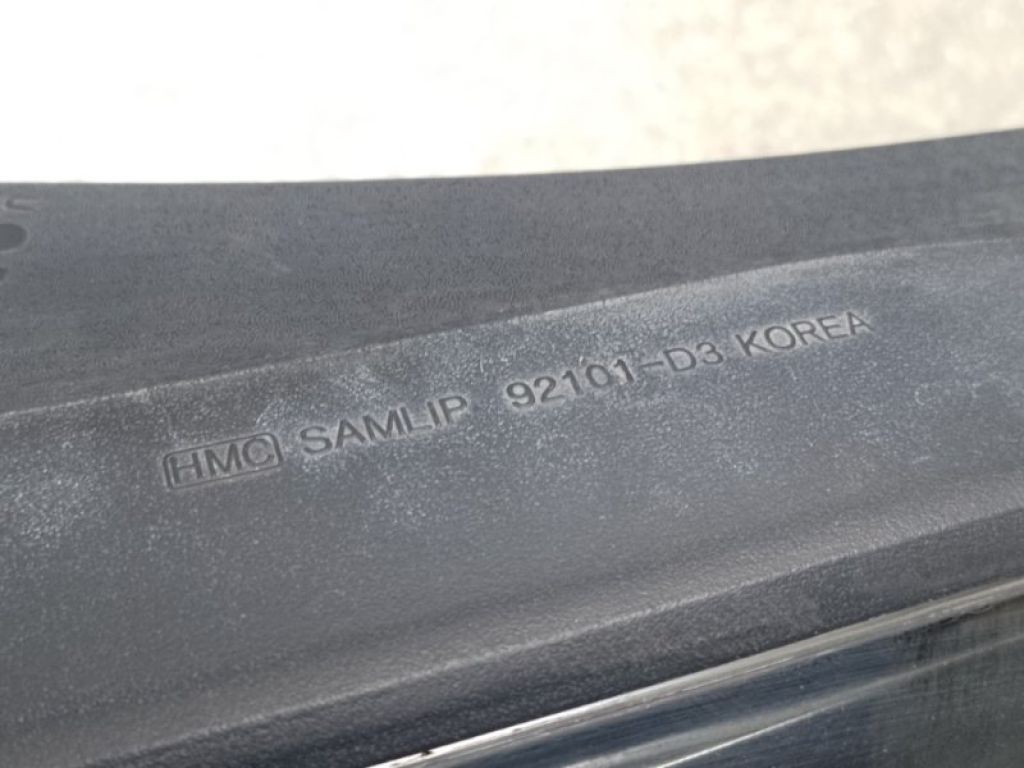 HMC SAMLIP 92101-D3 KOREA